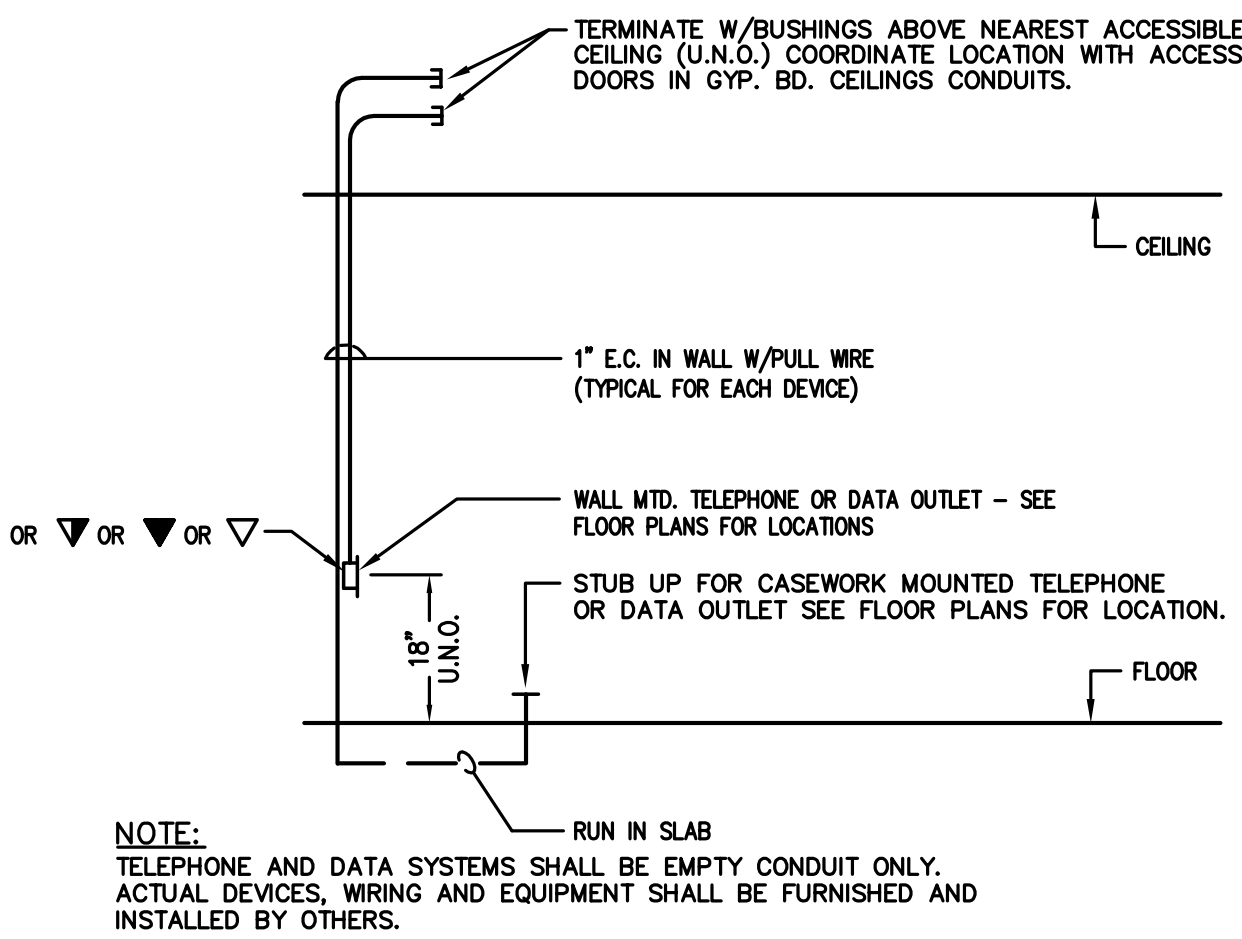 TERMINATE W/BUSHINGS ABOVE NEAREST ACCESSIBLE
CEILING (U.N.O.) COORDINATE LOCATION WITH ACCESS
DOORS IN GYP. BD. CEILINGS CONDUITS.
CEILING
1" E.C. IN WALL W/PULL WIRE
(TYPICAL FOR EACH DEVICE)
WALL MTD. TELEPHONE OR DATA OUTLET – SEE
FLOOR PLANS FOR LOCATIONS
OR OR OR
STUB UP FOR CASEWORK MOUNTED TELEPHONE
OR DATA OUTLET SEE FLOOR PLANS FOR LOCATION.
18"
U.N.O.
FLOOR
RUN IN SLAB
NOTE:
TELEPHONE AND DATA SYSTEMS SHALL BE EMPTY CONDUIT ONLY.
ACTUAL DEVICES, WIRING AND EQUIPMENT SHALL BE FURNISHED AND
INSTALLED BY OTHERS.